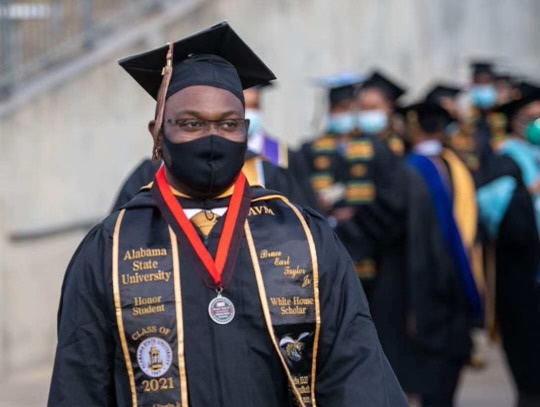 Alabama
State
University
Honor
Student
CLASS OF
2021
Bruce
Earl
Taylor
Jr.
White House
Scholar